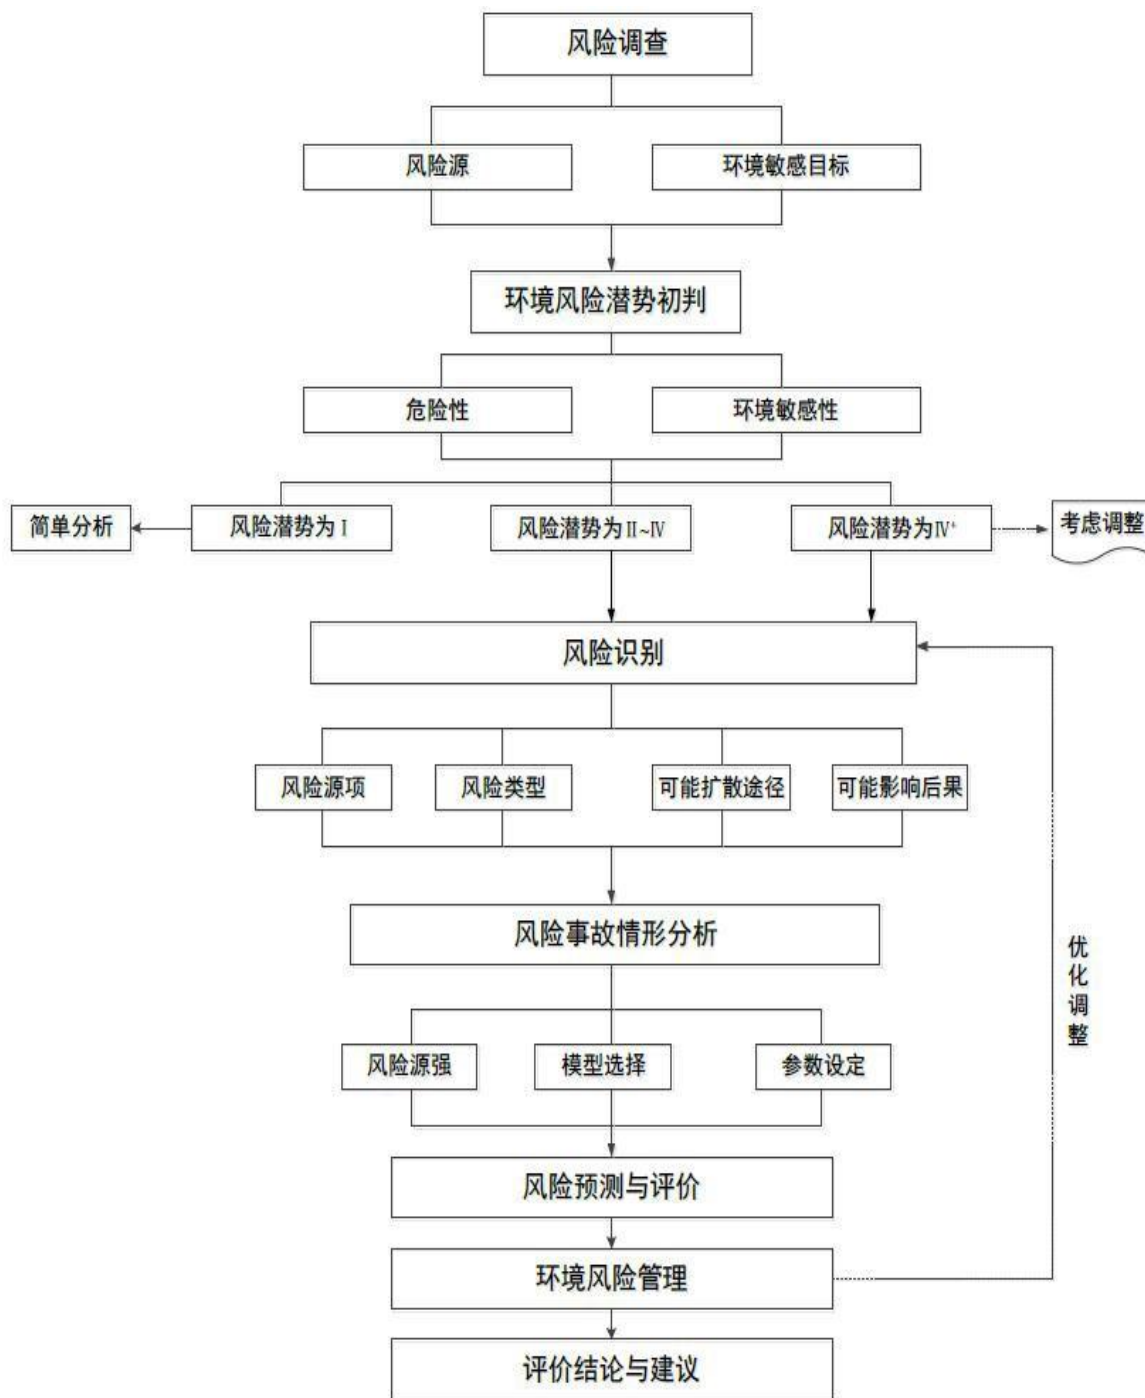 风险调查
风险源
环境敏感目标
环境风险潜势初判
危险性
环境敏感性
简单分析
风险潜势为Ⅰ
风险潜势为Ⅱ~Ⅳ
风险潜势为Ⅳ⁺
考虑调整
风险识别
风险源项
风险类型
可能扩散途径
可能影响后果
风险事故情形分析
优化调整
风险源强
模型选择
参数设定
风险预测与评价
环境风险管理
评价结论与建议